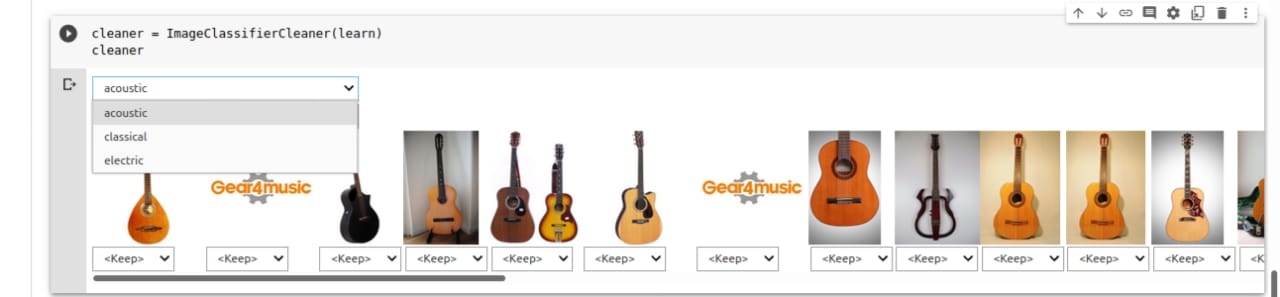 cleaner = ImageClassifierCleaner(learn)
cleaner
acoustic
acoustic
classical
electric
Gear4music
Gear4music
<Keep> <Keep> <Keep> <Keep> <Keep> <Keep> <Keep> <Keep> <Keep> <Keep> <Keep> <Keep> <K